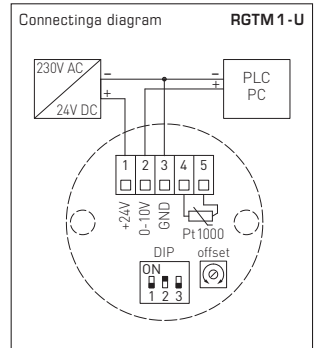 Connectinga diagram RGTM 1 - U
230V AC
24V DC
–
+
–
+
PLC
PC
1 2 3 4 5
+24V
0-10V
GND
Pt1000
DIP offset
ON
1 2 3